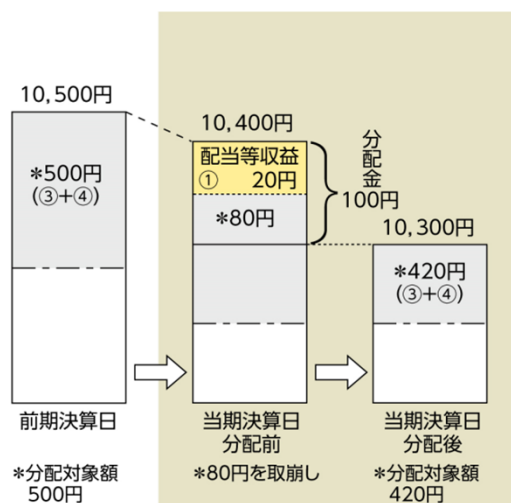 10,500円
*500円
(③+④)
前期決算日
*分配対象額
500円
10,400円
配当等収益
① 20円
*80円
分配金
100円
当期決算日
分配前
*80円を取崩し
10,300円
*420円
(③+④)
当期決算日
分配後
*分配対象額
420円